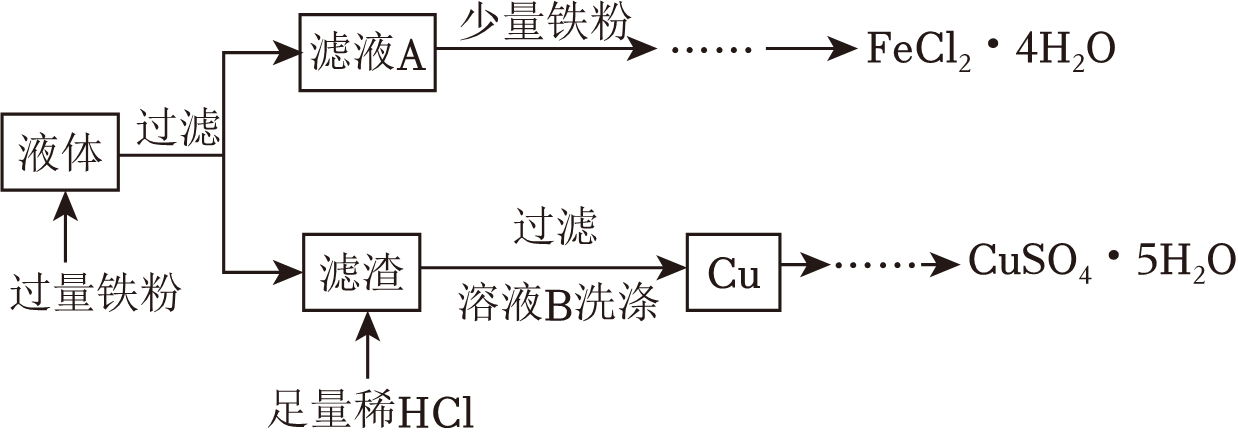 少量铁粉
滤液A
…… FeCl₂·4H₂O
过滤
液体
过滤
滤渣
Cu
…… CuSO₄·5H₂O
过量铁粉
溶液B洗涤
足量稀HCl